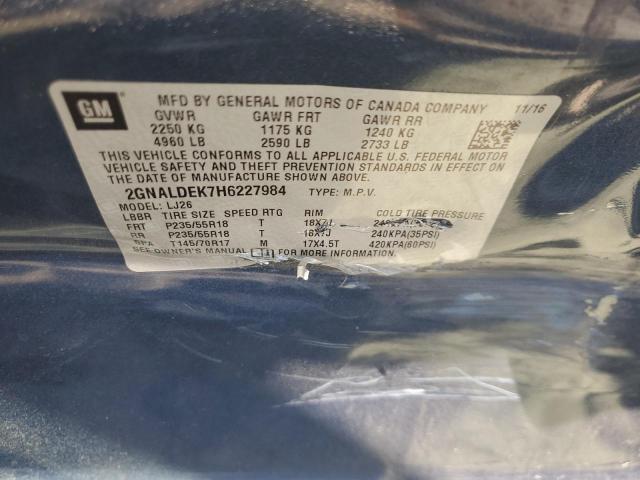 GM
MFD BY GENERAL MOTORS OF CANADA COMPANY 11/16
GVWR GAWR FRT GAWR RR
2250 KG 1175 KG 1240 KG
4960 LB 2590 LB 2733 LB
THIS VEHICLE CONFORMS TO ALL APPLICABLE U.S. FEDERAL MOTOR
VEHICLE SAFETY AND THEFT PREVENTION STANDARDS IN EFFECT ON
THE DATE OF MANUFACTURE SHOWN ABOVE.
2GNALDEK7H6227984 TYPE: M.P.V.
MODEL: LJ26
LBBR TIRE SIZE SPEED RTG RIM COLD TIRE PRESSURE
FRT P235/55R18 T
RR P235/55R18 T 18X7J 240KPA(35PSI)
SPA T145/70R17 M 17X4.5T 420KPA(60PSI)
SEE OWNER'S MANUAL FOR MORE INFORMATION.